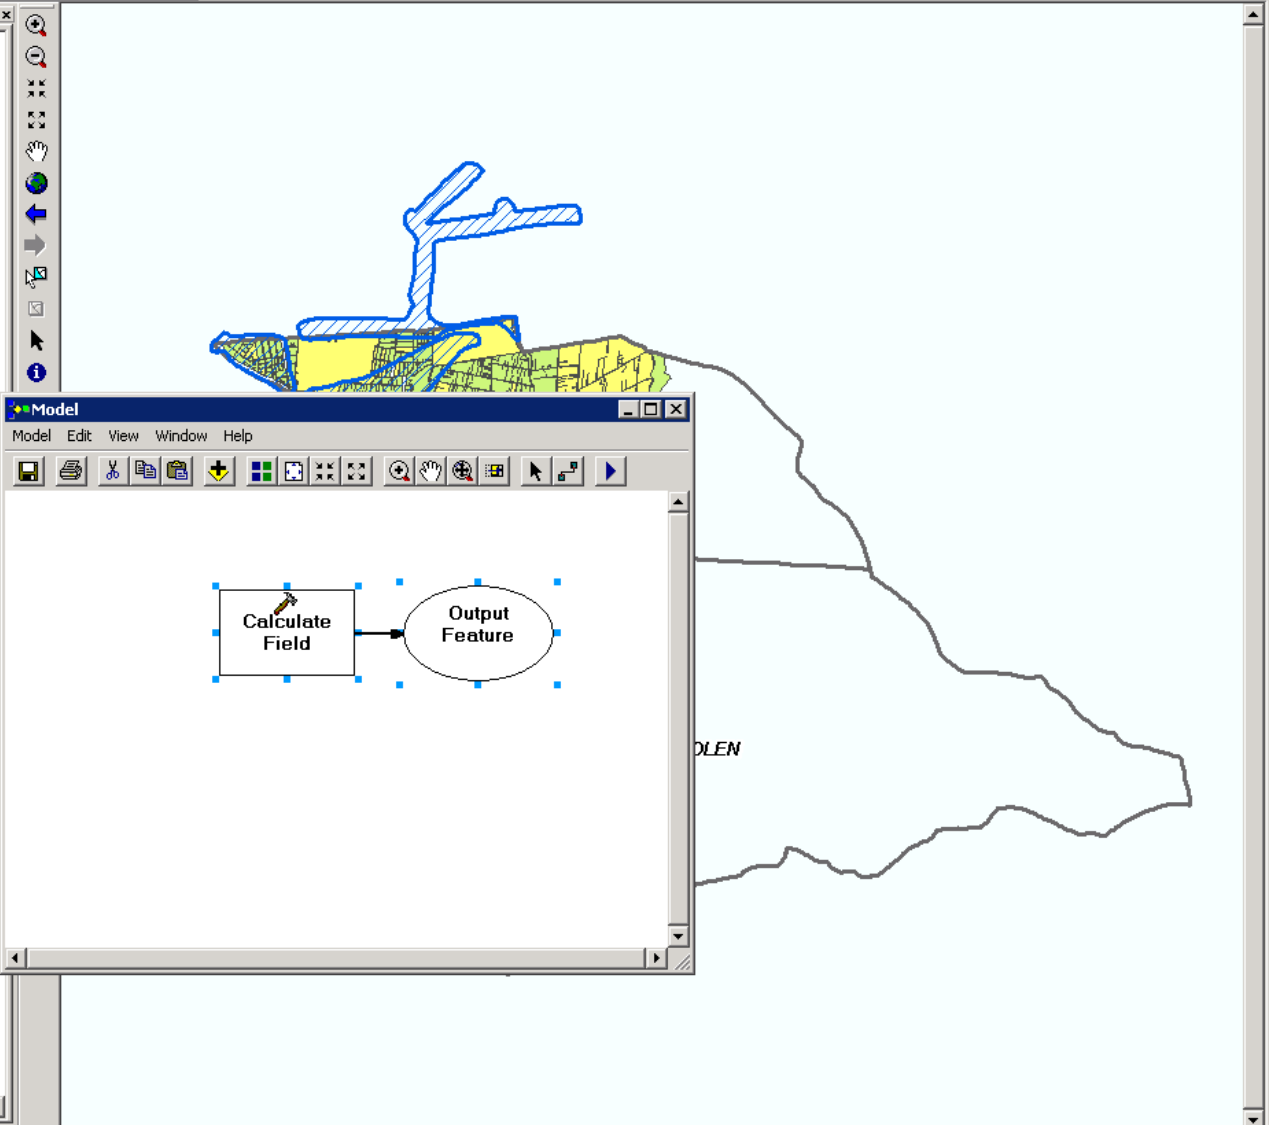 Model
Model Edit View Window Help
Calculate
Field
Output
Feature
OLEN